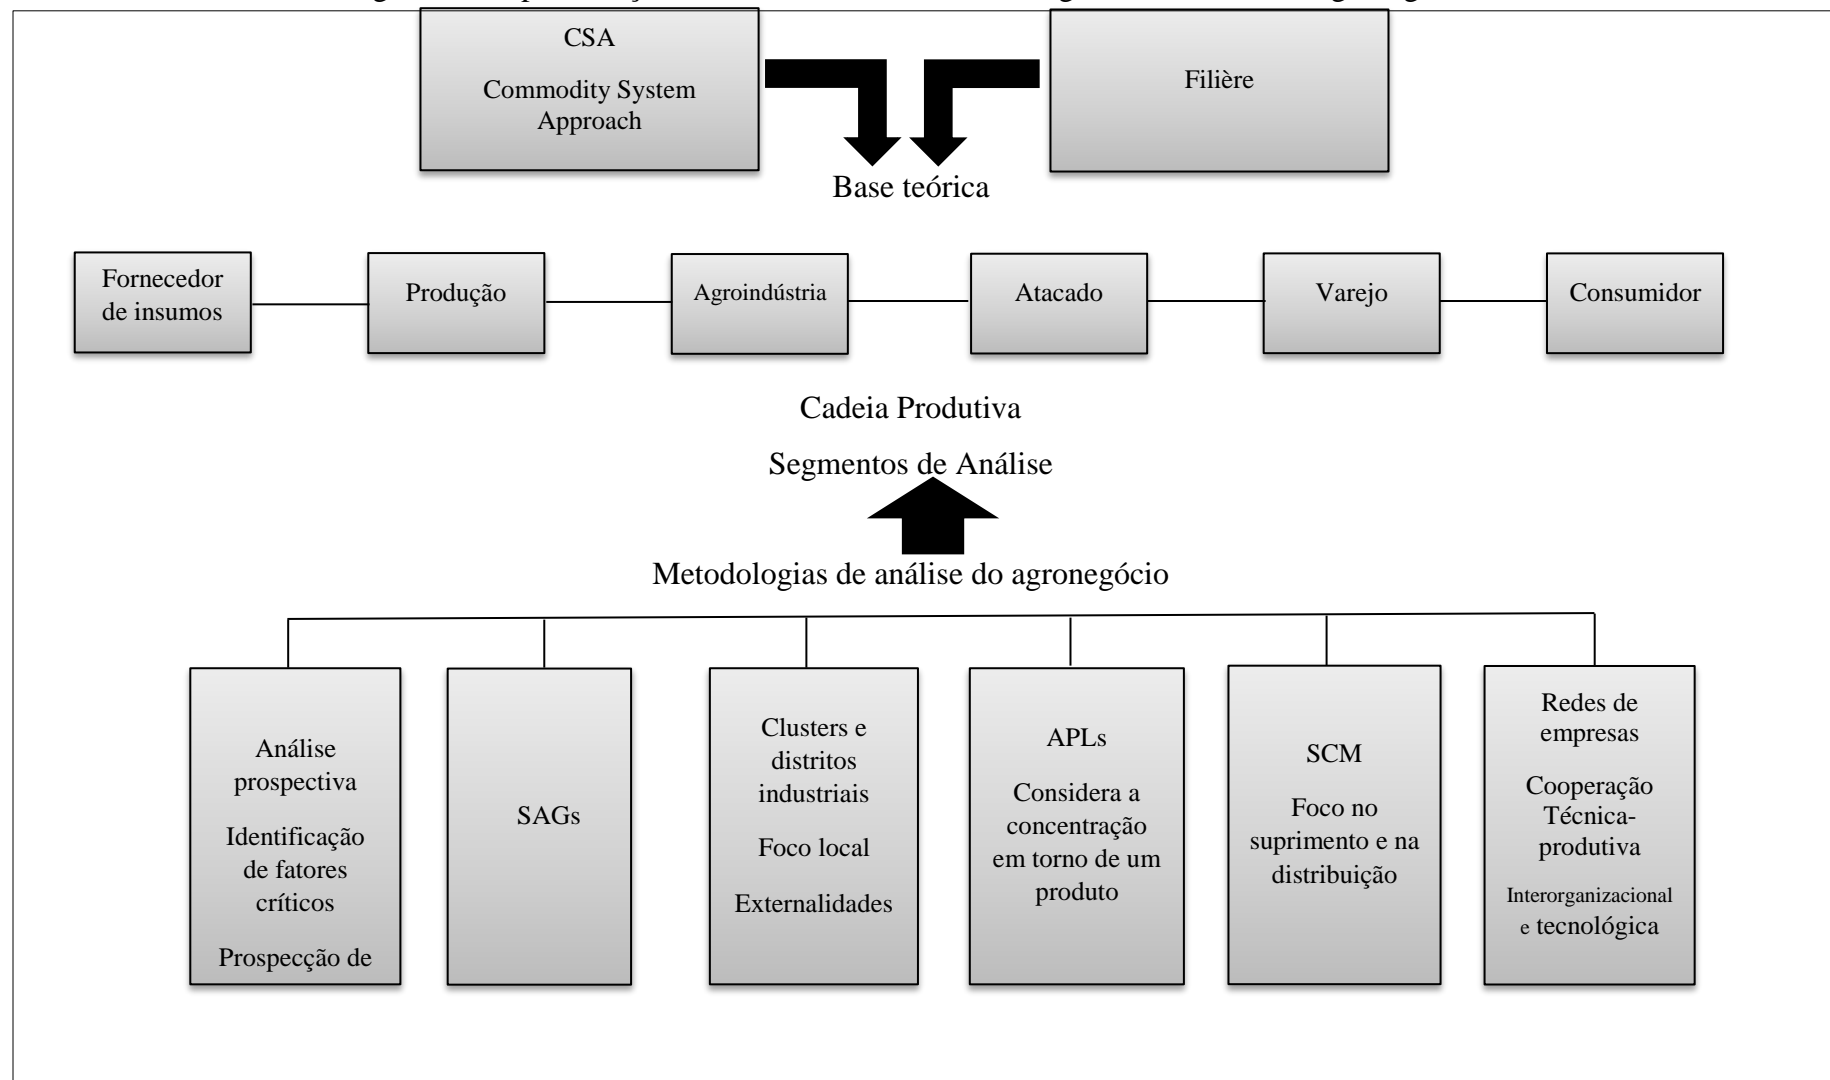 CSA
Commodity System
Approach
Filière
Base teórica
Fornecedor
de insumos
Produção
Agroindústria
Atacado
Varejo
Consumidor
Cadeia Produtiva
Segmentos de Análise
Metodologias de análise do agronegócio
Análise
prospectiva
Identificação
de fatores
críticos
Prospecção de
SAGs
Clusters e
distritos
industriais
Foco local
Externalidades
APLs
Considera a
concentração
em torno de um
produto
SCM
Foco no
suprimento e na
distribuição
Redes de
empresas
Cooperação
Técnica-
produtiva
Interorganizacional
e tecnológica